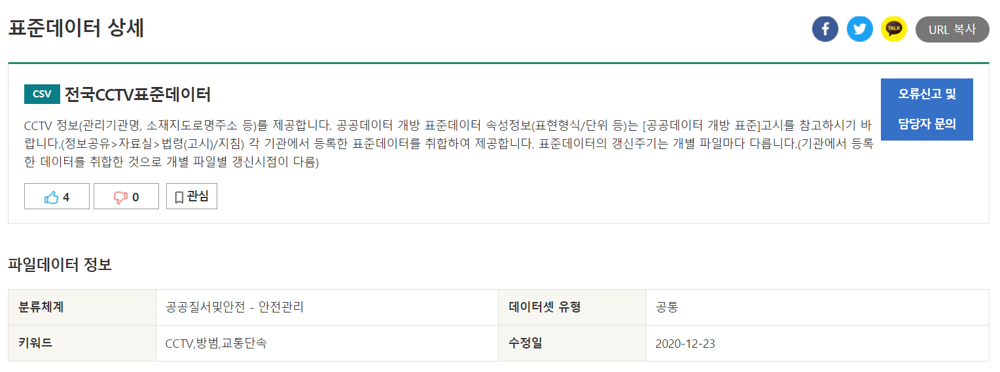 표준데이터 상세
f TALK URL 복사
CSV 전국CCTV표준데이터
오류신고 및
담당자 문의
CCTV 정보(관리기관명, 소재지도로명주소 등)를 제공합니다. 공공데이터 개방 표준데이터 속성정보(표현형식/단위 등)는 [공공데이터 개방 표준]고시를 참고하시기 바
랍니다.(정보공유>자료실>법령(고시)/지침) 각 기관에서 등록한 표준데이터를 취합하여 제공합니다. 표준데이터의 갱신주기는 개별 파일마다 다릅니다.(기관에서 등록
한 데이터를 취합한 것으로 개별 파일별 갱신시점이 다름)
4 0 관심
파일데이터 정보
분류체계 공공질서및안전 - 안전관리 데이터셋 유형 공통
키워드 CCTV,방범,교통단속 수정일 2020-12-23